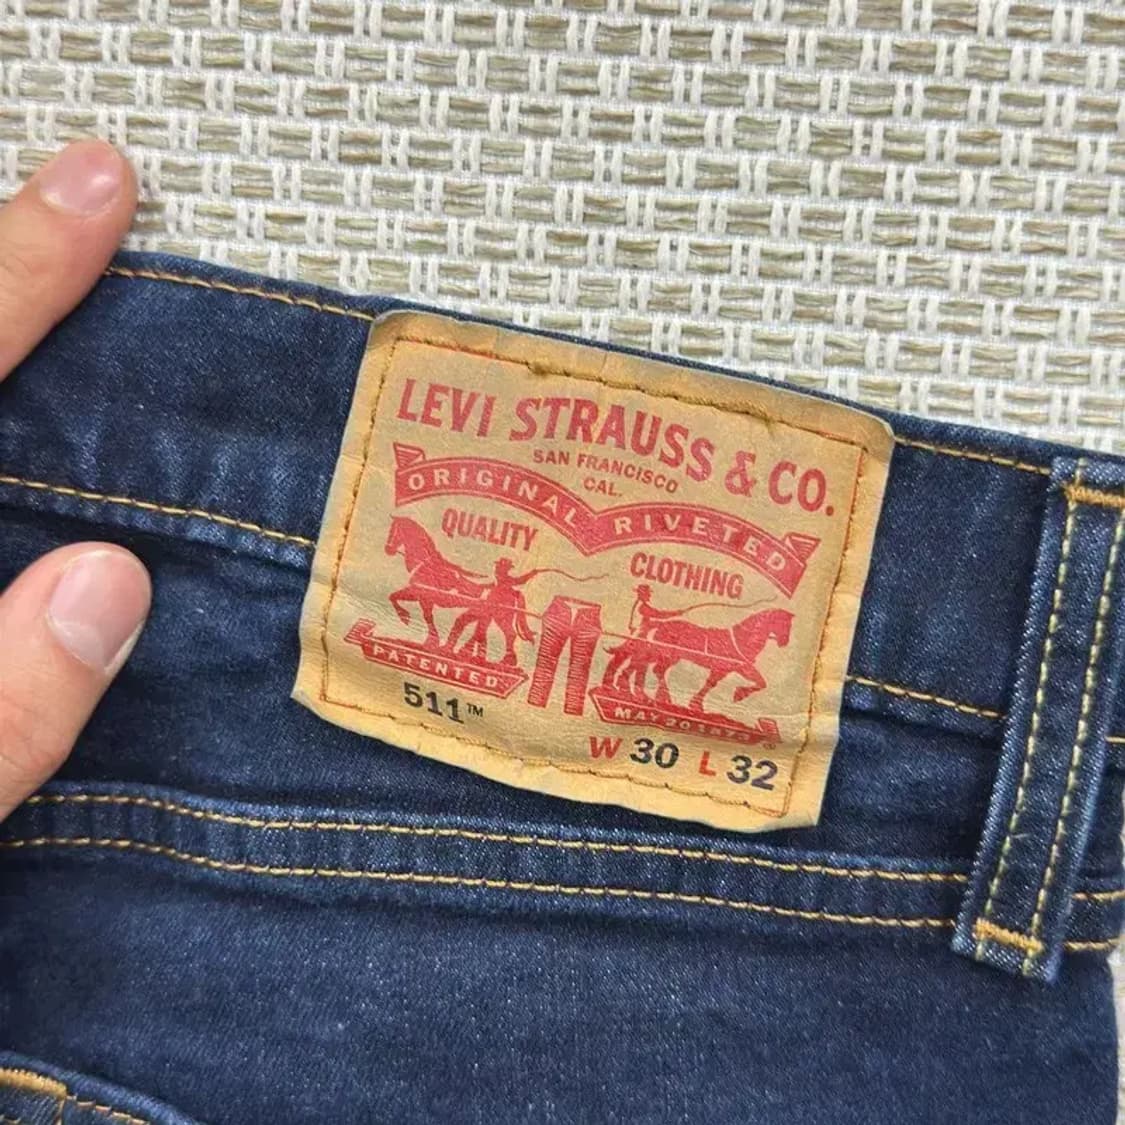 LEVI STRAUSS & CO.
SAN FRANCISCO
CAL.
ORIGINAL RIVETED
QUALITY CLOTHING
PATENTED MAY 20 1873 ®
511™
W 30 L 32